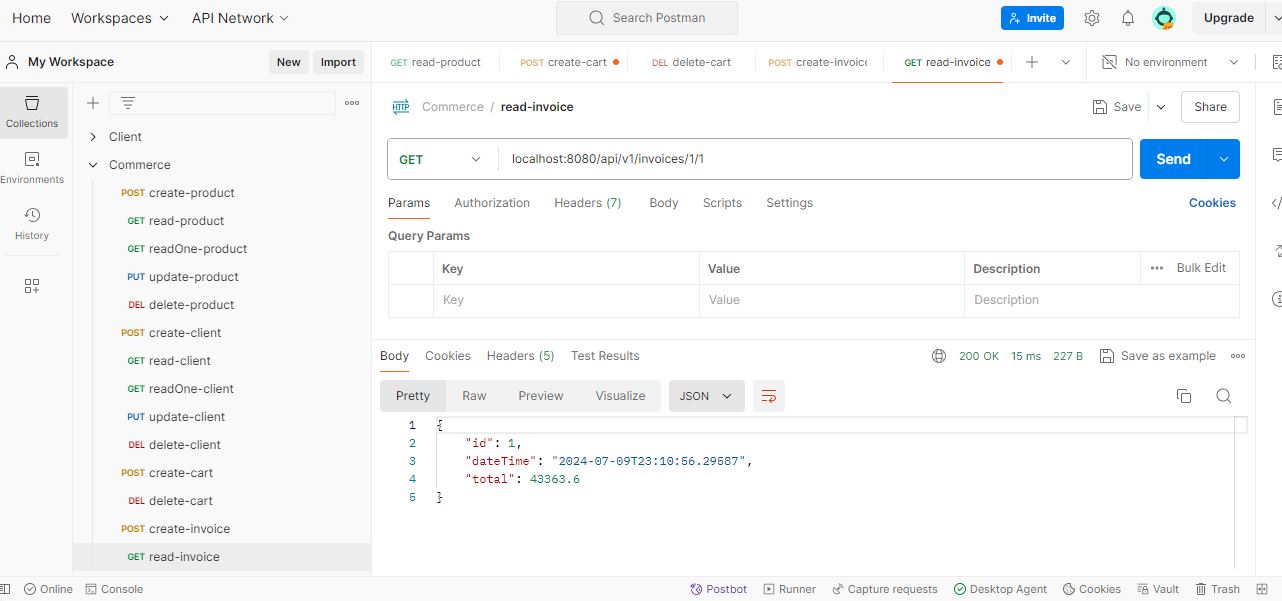 Home Workspaces API Network Search Postman Invite Upgrade
My Workspace New Import GET read-product POST create-cart DEL delete-cart POST create-invoice GET read-invoice No environment
Collections
Environments
History
Client
Commerce
POST create-product
GET read-product
GET readOne-product
PUT update-product
DEL delete-product
POST create-client
GET read-client
GET readOne-client
PUT update-client
DEL delete-client
POST create-cart
DEL delete-cart
POST create-invoice
GET read-invoice
HTTP Commerce / read-invoice Save Share
GET localhost:8080/api/v1/invoices/1/1 Send
Params Authorization Headers (7) Body Scripts Settings Cookies
Query Params
Key Value Description Bulk Edit
Key Value Description
Body Cookies Headers (5) Test Results 200 OK 15 ms 227 B Save as example
Pretty Raw Preview Visualize JSON
1 {
2 "id": 1,
3 "dateTime": "2024-07-09T23:10:56.29587",
4 "total": 43363.6
5 }
Online Console Postbot Runner Capture requests Desktop Agent Cookies Vault Trash